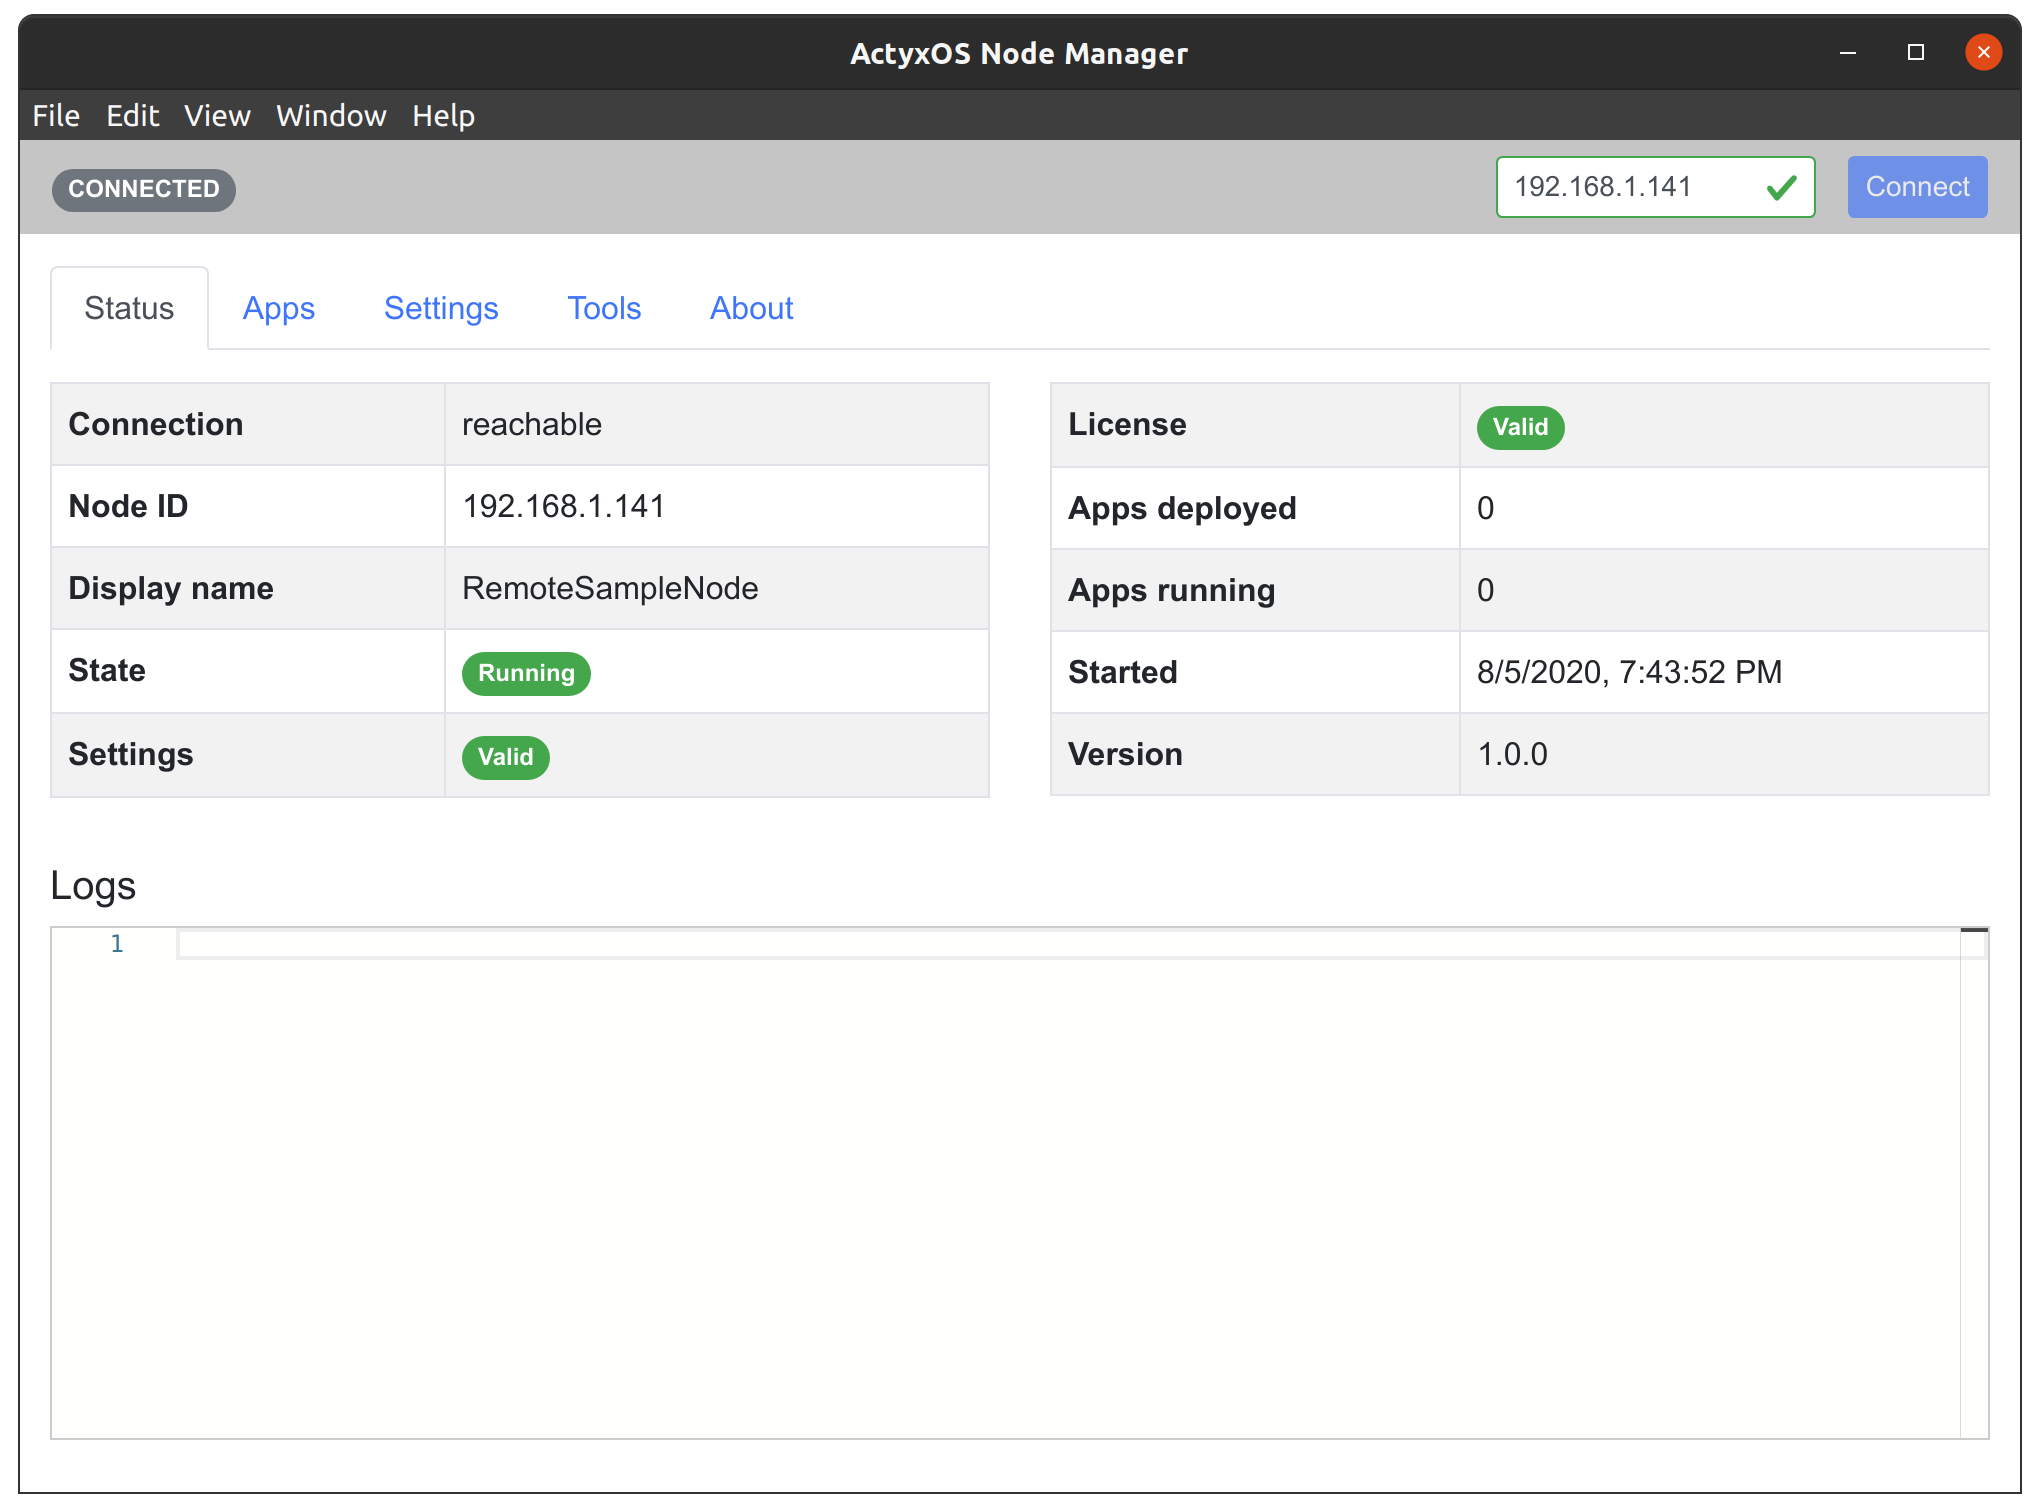 ActyxOS Node Manager
File Edit View Window Help
CONNECTED
192.168.1.141
Connect
Status Apps Settings Tools About
Connection reachable
Node ID 192.168.1.141
Display name RemoteSampleNode
State Running
Settings Valid
License Valid
Apps deployed 0
Apps running 0
Started 8/5/2020, 7:43:52 PM
Version 1.0.0
Logs
1